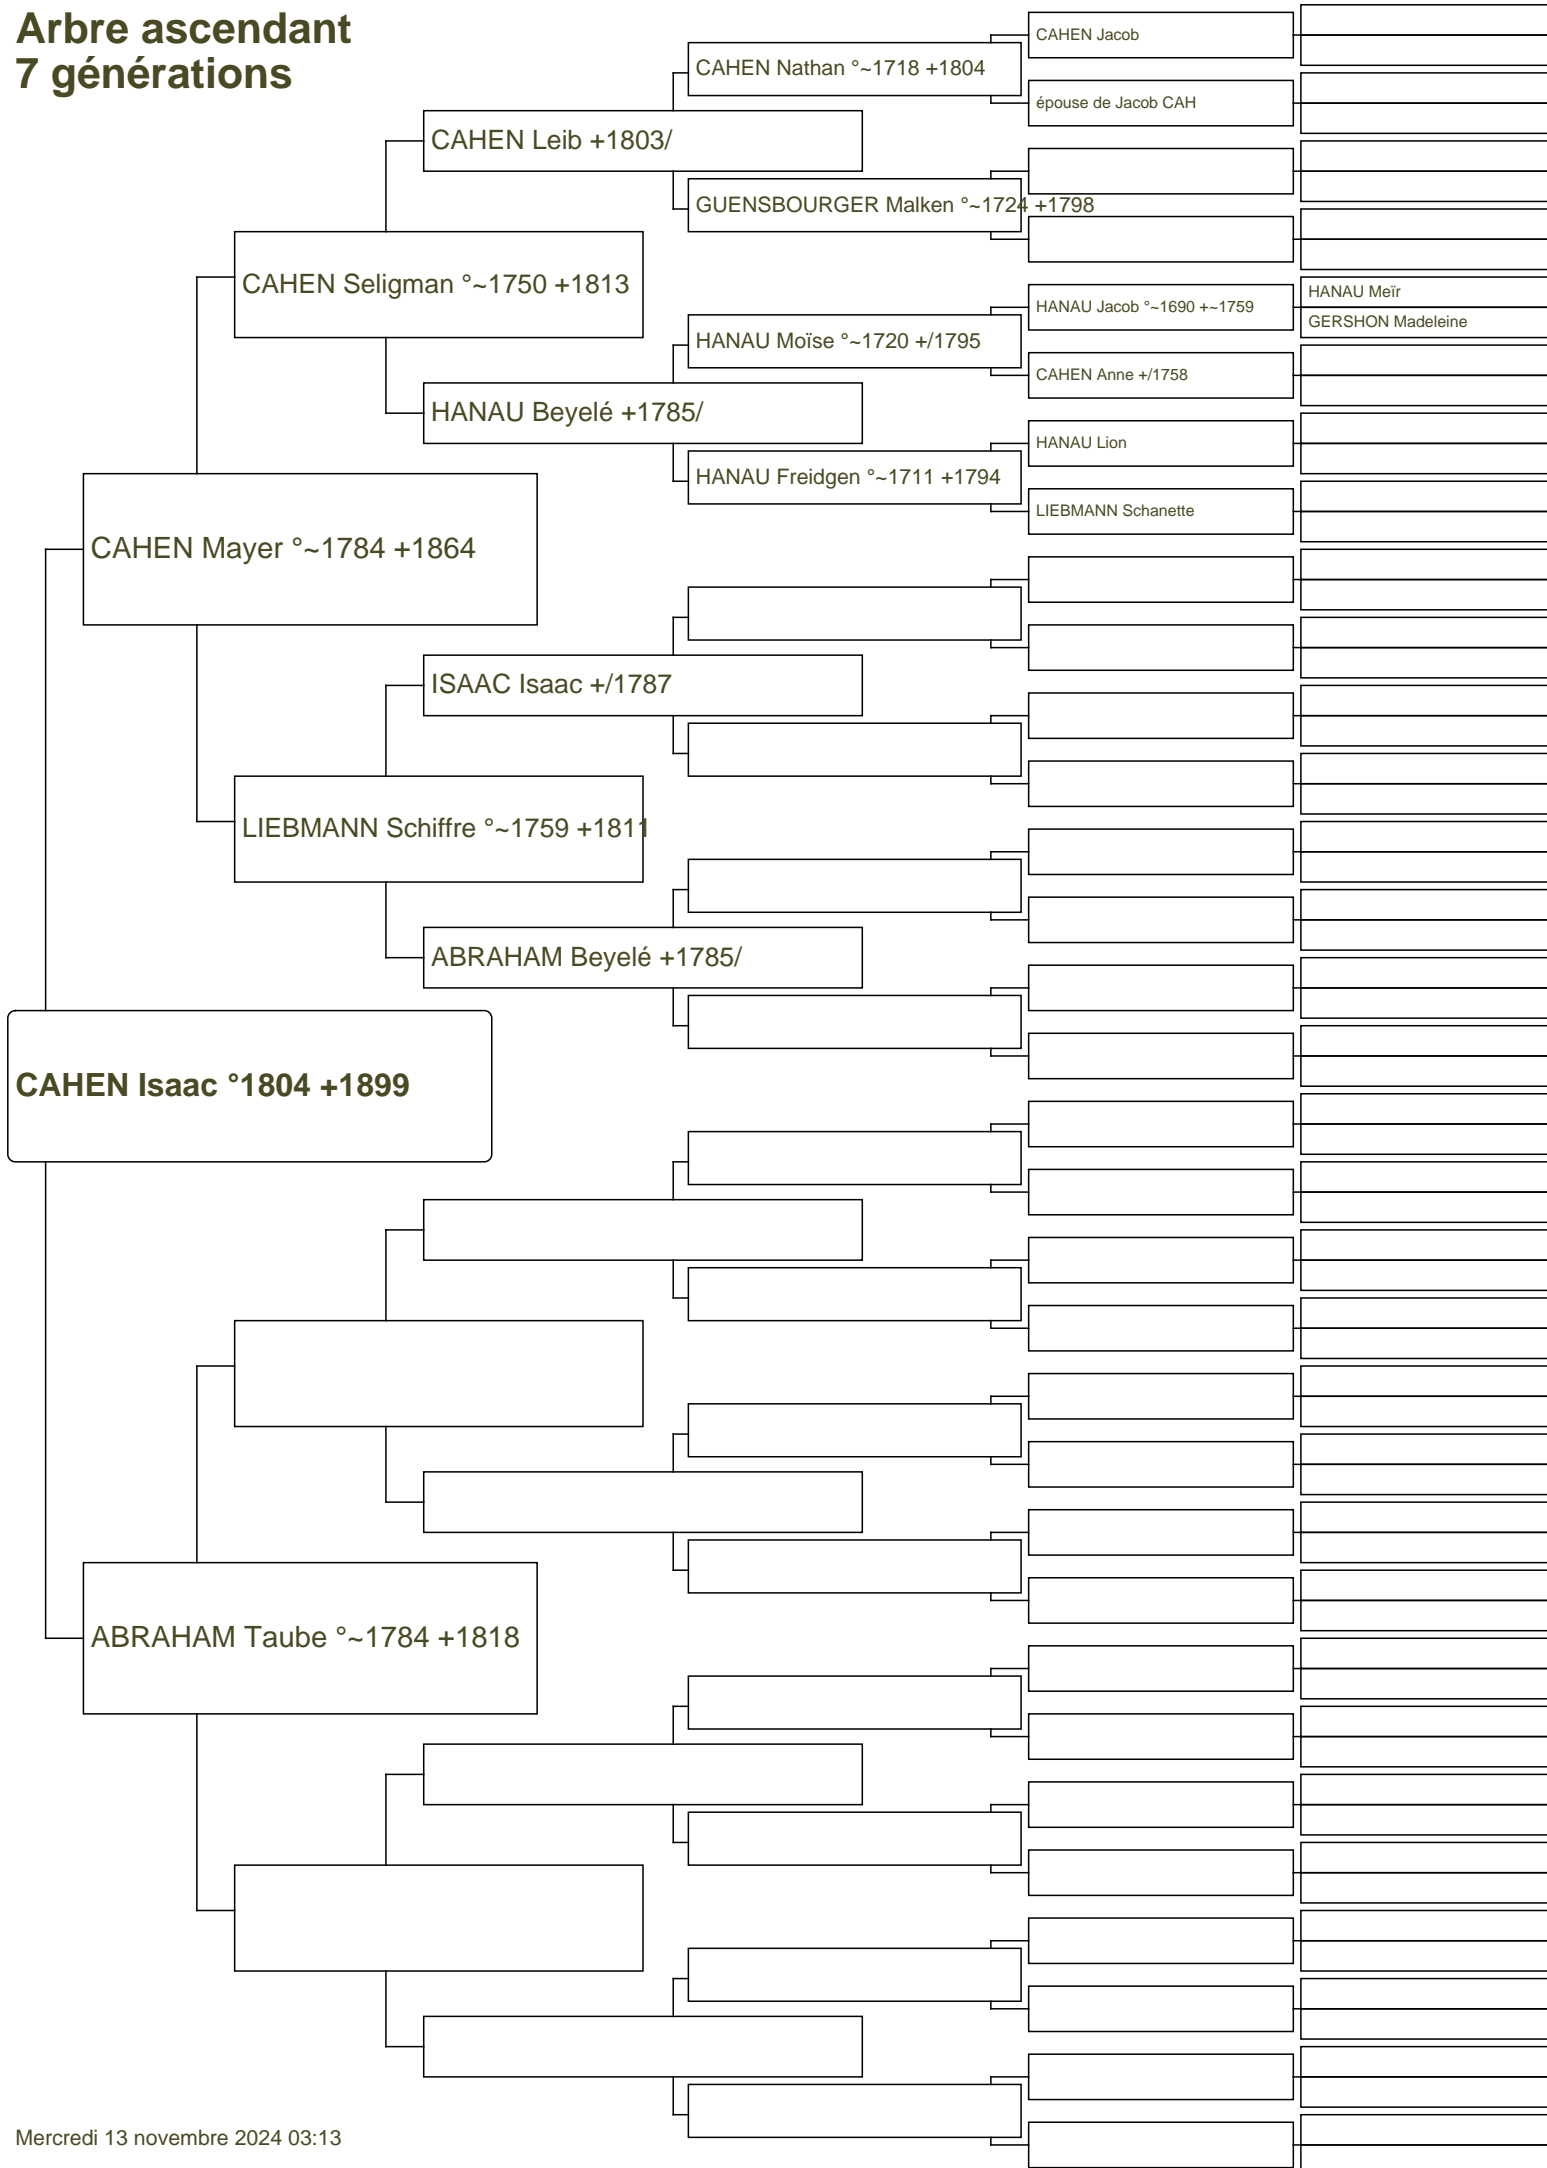 Arbre ascendant
7 générations
CAHEN Jacob
CAHEN Nathan °~1718 +1804
épouse de Jacob CAH
CAHEN Leib +1803/
GUENSBOURGER Malken °~1724 +1798
CAHEN Seligman °~1750 +1813
HANAU Meïr
HANAU Jacob °~1690 +~1759
GERSHON Madeleine
HANAU Moïse °~1720 +/1795
CAHEN Anne +/1758
HANAU Beyelé +1785/
HANAU Lion
HANAU Freidgen °~1711 +1794
LIEBMANN Schanette
CAHEN Mayer °~1784 +1864
ISAAC Isaac +/1787
LIEBMANN Schiffre °~1759 +1811
ABRAHAM Beyelé +1785/
CAHEN Isaac °1804 +1899
ABRAHAM Taube °~1784 +1818
Mercredi 13 novembre 2024 03:13